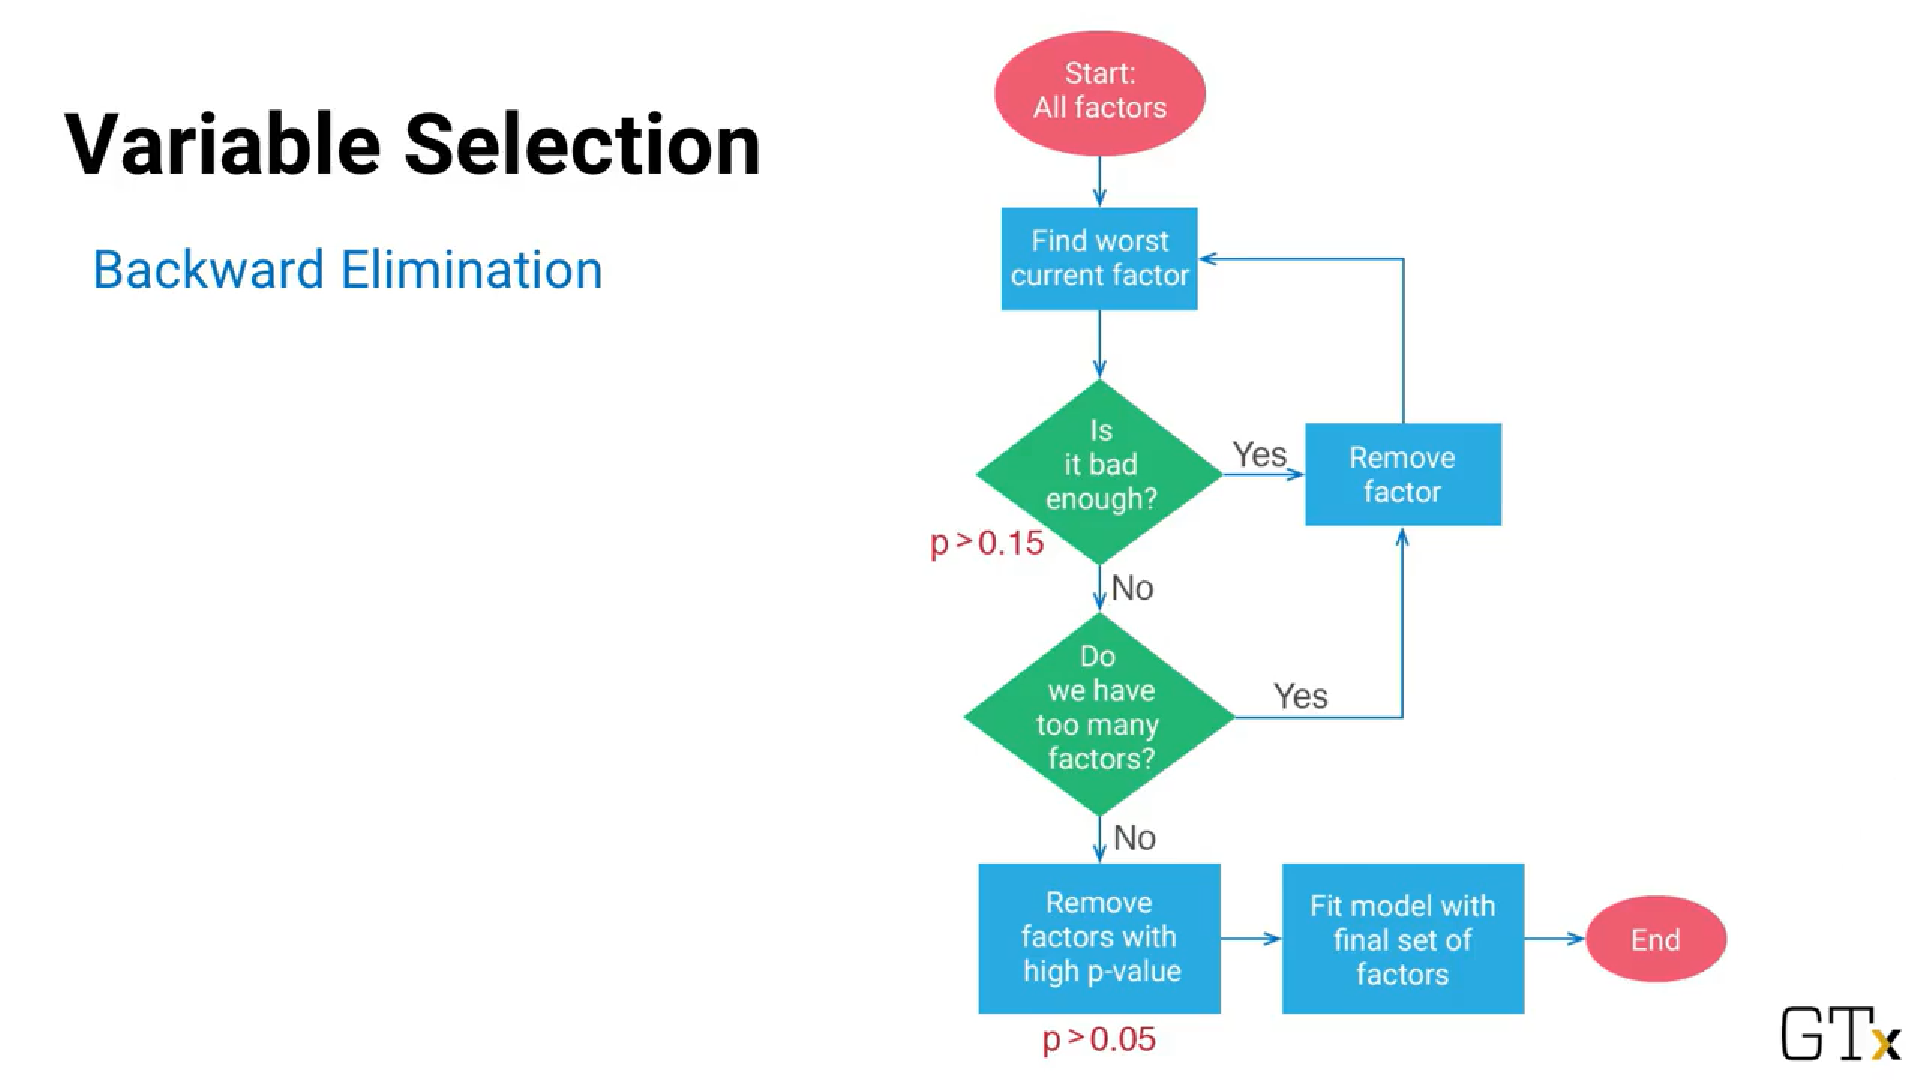 Variable Selection
Backward Elimination
Start:
All factors
Find worst
current factor
Is
it bad
enough?
Yes
Remove
factor
p > 0.15
No
Do
we have
too many
factors?
Yes
No
Remove
factors with
high p-value
Fit model with
final set of
factors
End
p > 0.05
GTx